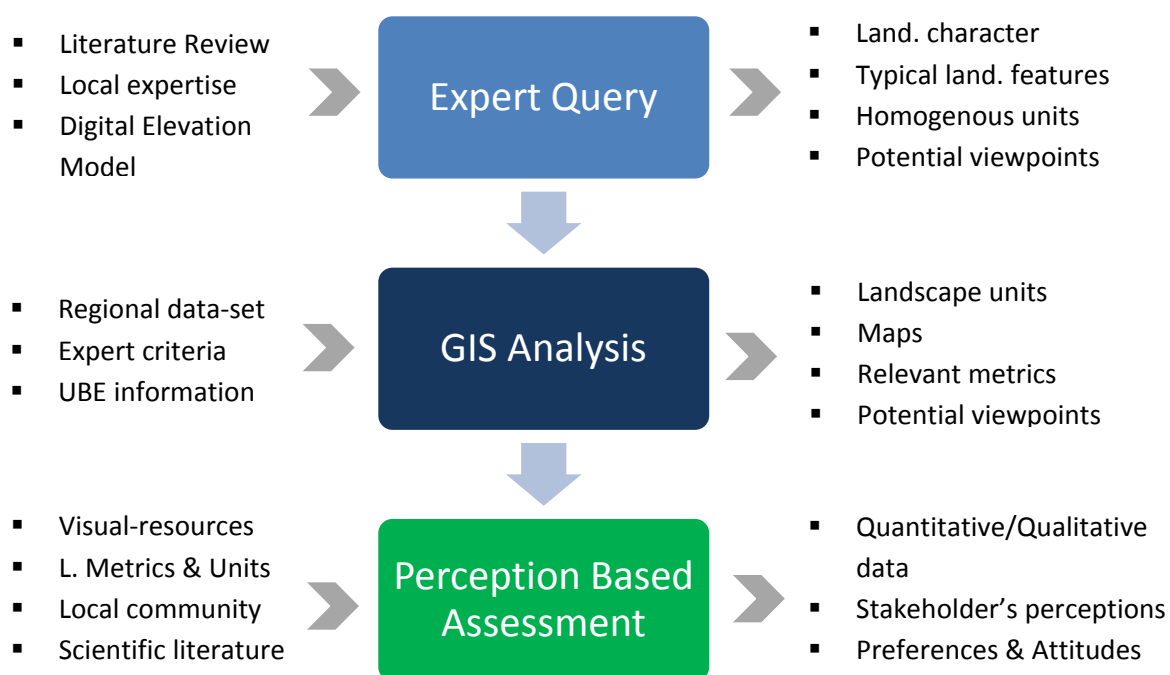 ▪ Literature Review
▪ Local expertise
▪ Digital Elevation
Model
Expert Query
▪ Land. character
▪ Typical land. features
▪ Homogenous units
▪ Potential viewpoints
▪ Regional data-set
▪ Expert criteria
▪ UBE information
GIS Analysis
▪ Landscape units
▪ Maps
▪ Relevant metrics
▪ Potential viewpoints
▪ Visual-resources
▪ L. Metrics & Units
▪ Local community
▪ Scientific literature
Perception Based
Assessment
▪ Quantitative/Qualitative
data
▪ Stakeholder's perceptions
▪ Preferences & Attitudes